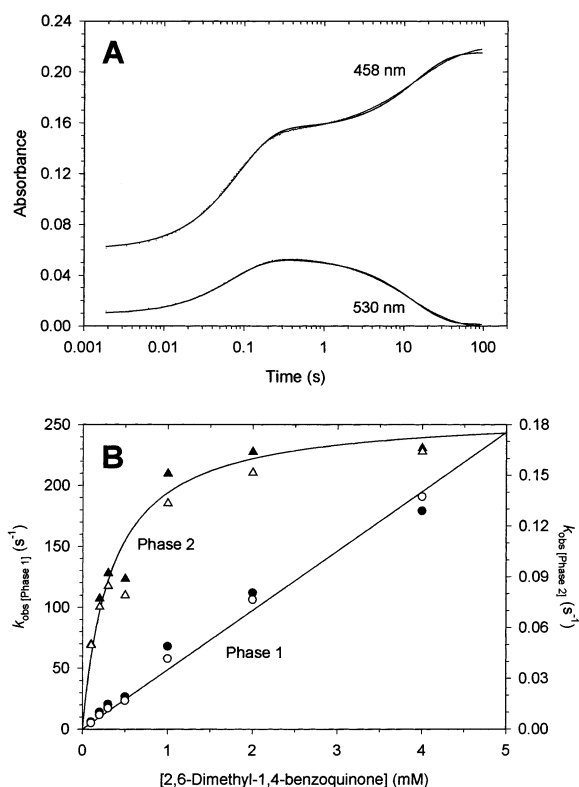 A
0.24
0.20
0.16
0.12
0.08
0.04
0.00
Absorbance
458 nm
530 nm
0.001 0.01 0.1 1 10 100
Time (s)
B
250
200
150
100
50
0
k obs [Phase 1] (s⁻¹)
Phase 2
Phase 1
0.18
0.15
0.12
0.09
0.06
0.03
0.00
k obs [Phase 2] (s⁻¹)
0 1 2 3 4 5
[2,6-Dimethyl-1,4-benzoquinone] (mM)